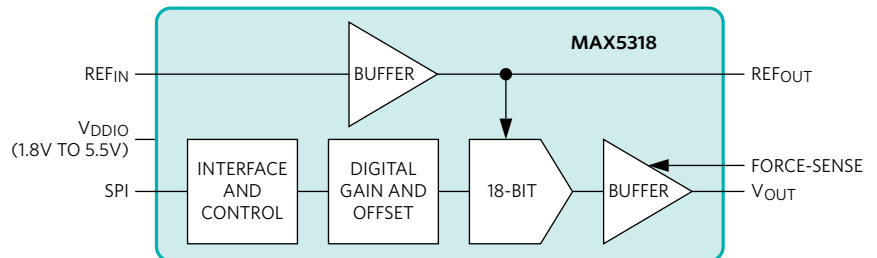 MAX5318
REFIN
BUFFER
REFOUT
VDDIO
(1.8V TO 5.5V)
SPI
INTERFACE
AND
CONTROL
DIGITAL
GAIN AND
OFFSET
18-BIT
BUFFER
FORCE-SENSE
VOUT